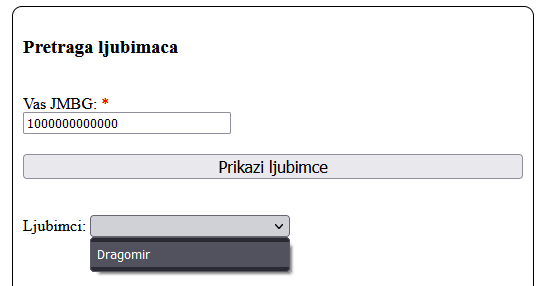 Pretraga ljubimaca
Vas JMBG: *
1000000000000
Prikazi ljubimce
Ljubimci:
Dragomir